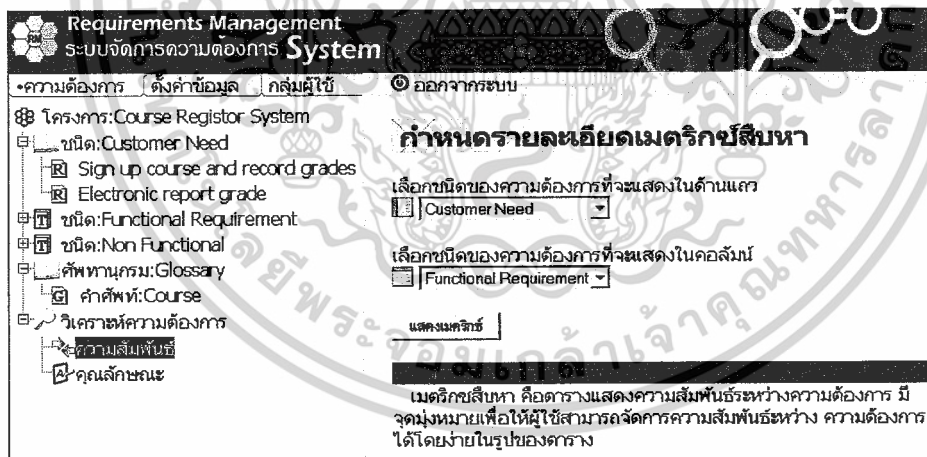 Requirements Management
ระบบจัดการความต้องการ System
•ความต้องการ ตั้งค่าข้อมูล กลุ่มผู้ใช้
ออกจากระบบ
โครงการ:Course Registor System
ชนิด:Customer Need
R Sign up course and record grades
R Electronic report grade
T ชนิด:Functional Requirement
T ชนิด:Non Functional
ศัพทานุกรม:Glossary
G คำศัพท์:Course
วิเคราะห์ความต้องการ
ความสัมพันธ์
A คุณลักษณะ
กำหนดรายละเอียดเมตริกซ์สืบหา
เลือกชนิดของความต้องการที่จะแสดงในด้านแถว
Customer Need
เลือกชนิดของความต้องการที่จะแสดงในคอลัมน์
Functional Requirement
แสดงเมตริกซ์
เมตริกซ์สืบหา คือตารางแสดงความสัมพันธ์ระหว่างความต้องการ มี
จุดมุ่งหมายเพื่อให้ผู้ใช้สามารถจัดการความสัมพันธ์ะหว่าง ความต้องการ
ได้โดยง่ายในรูปของตาราง